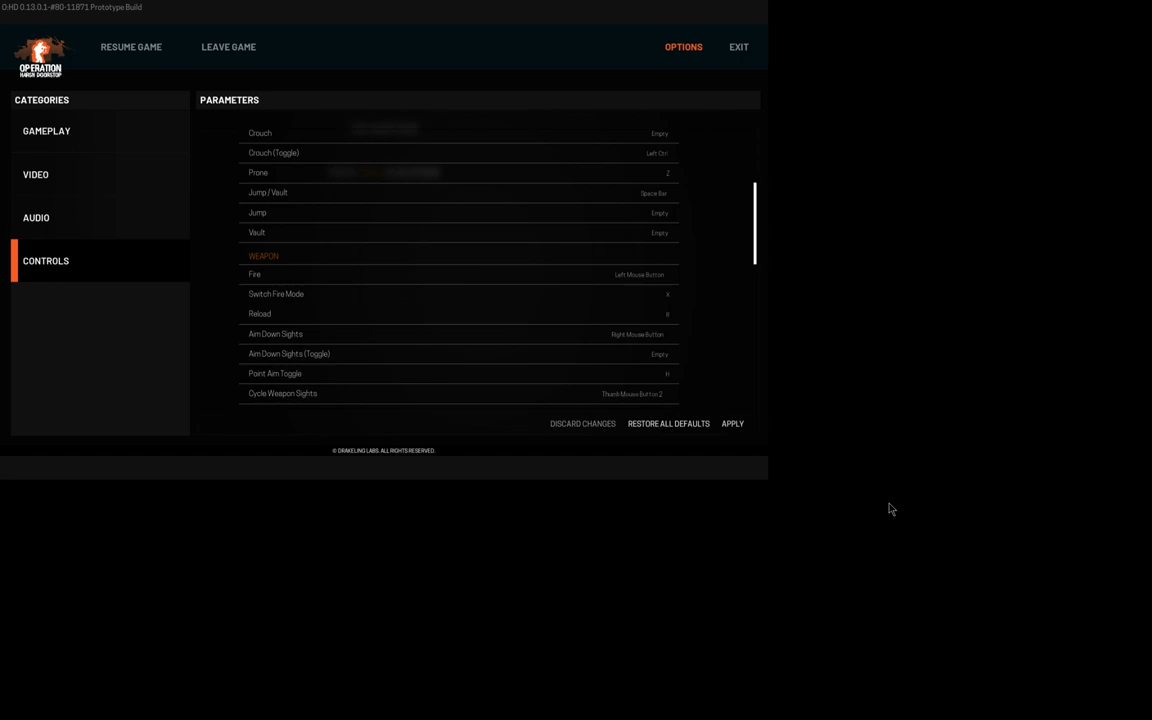 O:HD 0.13.0.1-#80-11871 Prototype Build
OPERATION
HARSH DOORSTOP
RESUME GAME
LEAVE GAME
OPTIONS
EXIT
CATEGORIES
GAMEPLAY
VIDEO
AUDIO
CONTROLS
PARAMETERS
Crouch Empty
Crouch (Toggle) Left Ctrl
Prone Z
Jump / Vault Space Bar
Jump Empty
Vault Empty
WEAPON
Fire Left Mouse Button
Switch Fire Mode X
Reload R
Aim Down Sights Right Mouse Button
Aim Down Sights (Toggle) Empty
Point Aim Toggle H
Cycle Weapon Sights Thumb Mouse Button 2
DISCARD CHANGES RESTORE ALL DEFAULTS APPLY
© DRAKELING LABS. ALL RIGHTS RESERVED.